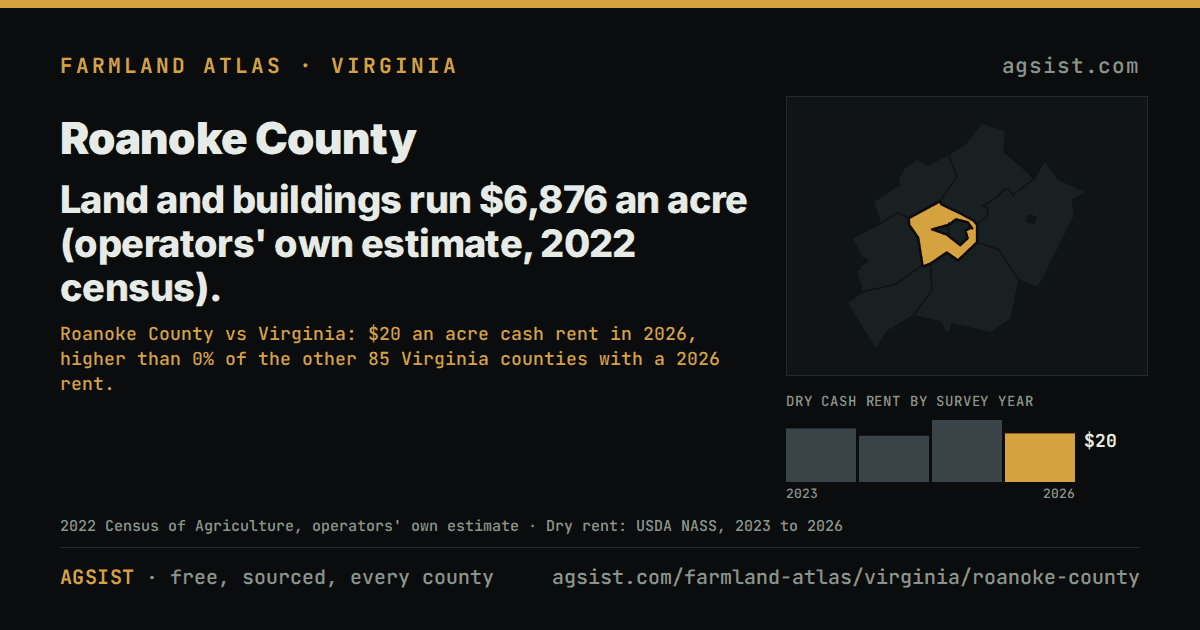 FARMLAND ATLAS · VIRGINIA
agsist.com
Roanoke County
Land and buildings run $6,876 an acre
(operators' own estimate, 2022
census).
Roanoke County vs Virginia: $20 an acre cash rent in 2026,
higher than 0% of the other 85 Virginia counties with a 2026
rent.
DRY CASH RENT BY SURVEY YEAR
$20
2023
2026
2022 Census of Agriculture, operators' own estimate · Dry rent: USDA NASS, 2023 to 2026
AGSIST · free, sourced, every county
agsist.com/farmland-atlas/virginia/roanoke-county